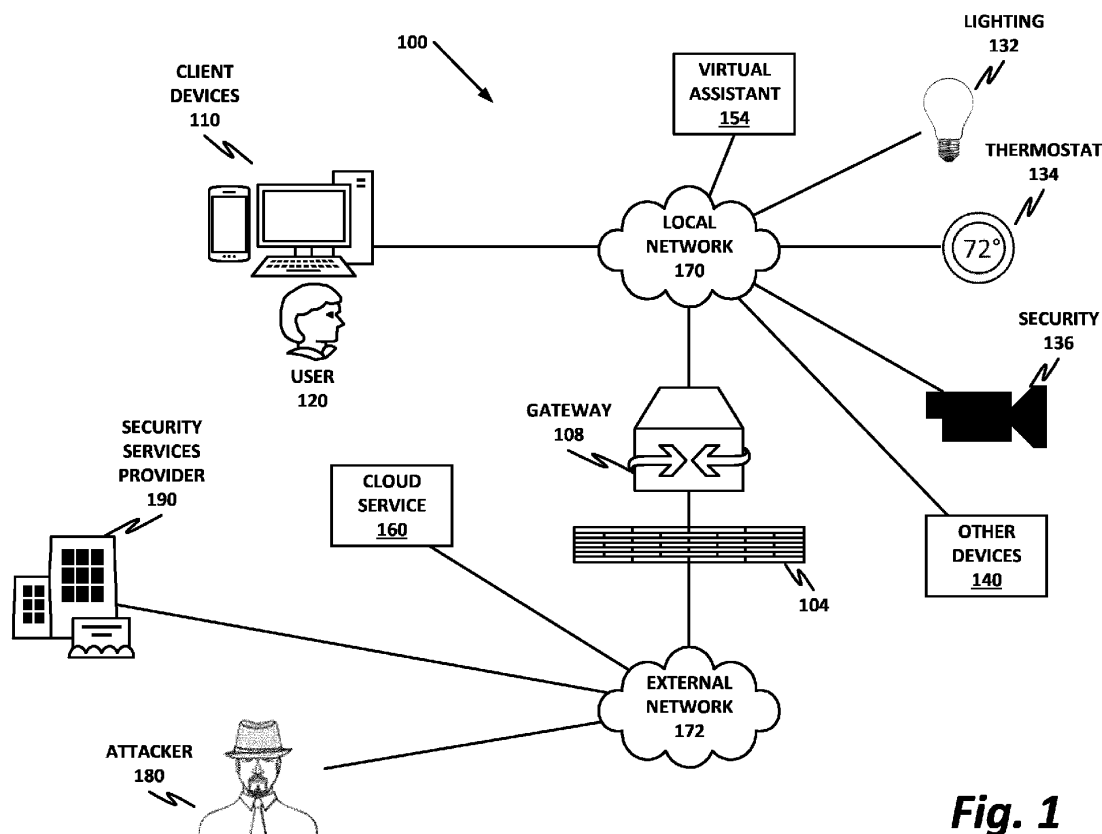 100
CLIENT
DEVICES
110
VIRTUAL
ASSISTANT
154
LIGHTING
132
THERMOSTAT
134
72°
LOCAL
NETWORK
170
SECURITY
136
USER
120
GATEWAY
108
SECURITY
SERVICES
PROVIDER
190
CLOUD
SERVICE
160
OTHER
DEVICES
140
104
EXTERNAL
NETWORK
172
ATTACKER
180
Fig. 1